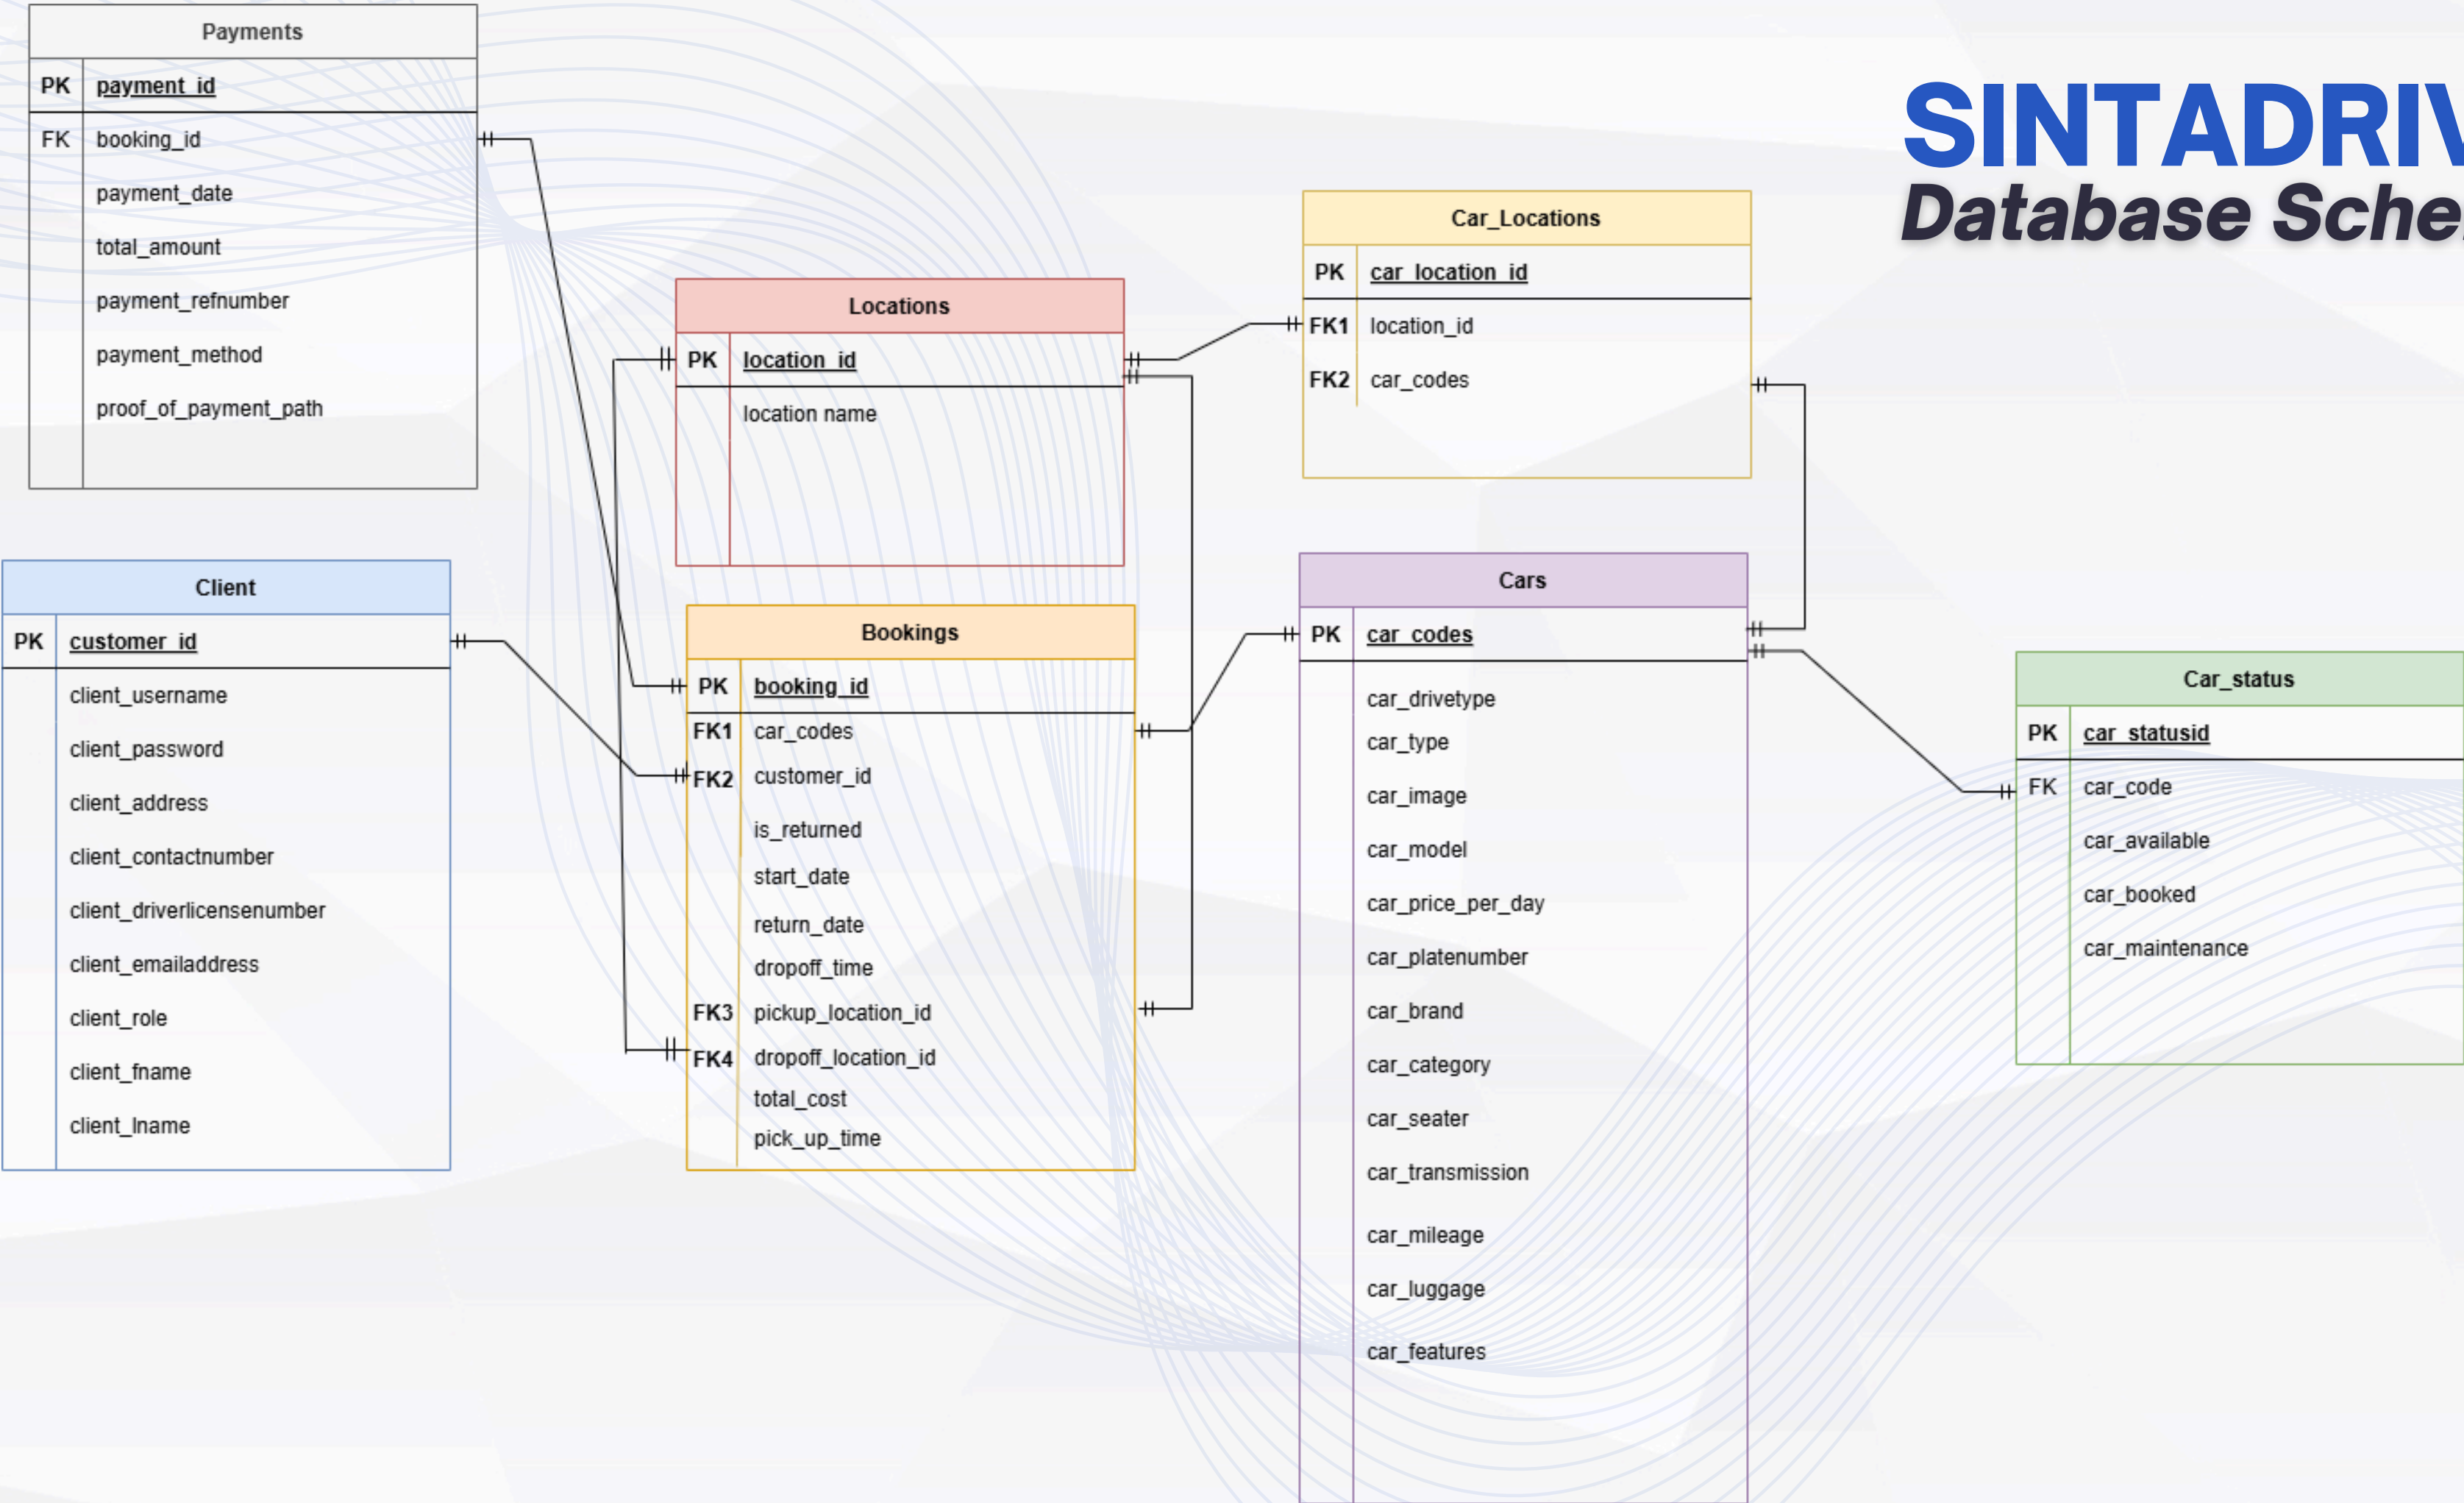 Payments
PK payment_id
FK booking_id
payment_date
total_amount
payment_refnumber
payment_method
proof_of_payment_path
Client
PK customer_id
client_username
client_password
client_address
client_contactnumber
client_driverlicensenumber
client_emailaddress
client_role
client_fname
client_lname
Locations
PK location_id
location name
Bookings
PK booking_id
FK1 car_codes
FK2 customer_id
is_returned
start_date
return_date
dropoff_time
FK3 pickup_location_id
FK4 dropoff_location_id
total_cost
pick_up_time
Car_Locations
PK car_location_id
FK1 location_id
FK2 car_codes
Cars
PK car_codes
car_drivetype
car_type
car_image
car_model
car_price_per_day
car_platenumber
car_brand
car_category
car_seater
car_transmission
car_mileage
car_luggage
car_features
SINTADRIV
Database Sche
Car_status
PK car_statusid
FK car_code
car_available
car_booked
car_maintenance